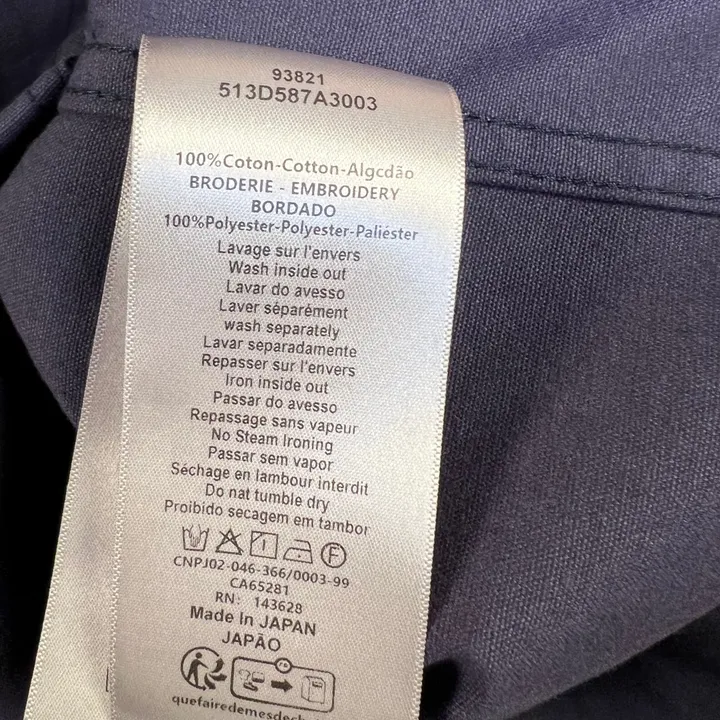 93821
513D587A3003
100%Coton-Cotton-Algcdão
BRODERIE - EMBROIDERY
BORDADO
100%Polyester-Polyester-Paliéster
Lavage sur l'envers
Wash inside out
Lavar do avesso
Laver séparément
wash separately
Lavar separadamente
Repasser sur l'envers
Iron inside out
Passar do avesso
Repassage sans vapeur
No Steam Ironing
Passar sem vapor
Séchage en lambour interdit
Do nat tumble dry
Proibido secagem em tambor
F
CNPJ02-046-366/0003-99
CA65281
RN: 143628
Made In JAPAN
JAPÃO
FR
quefairedemesdech